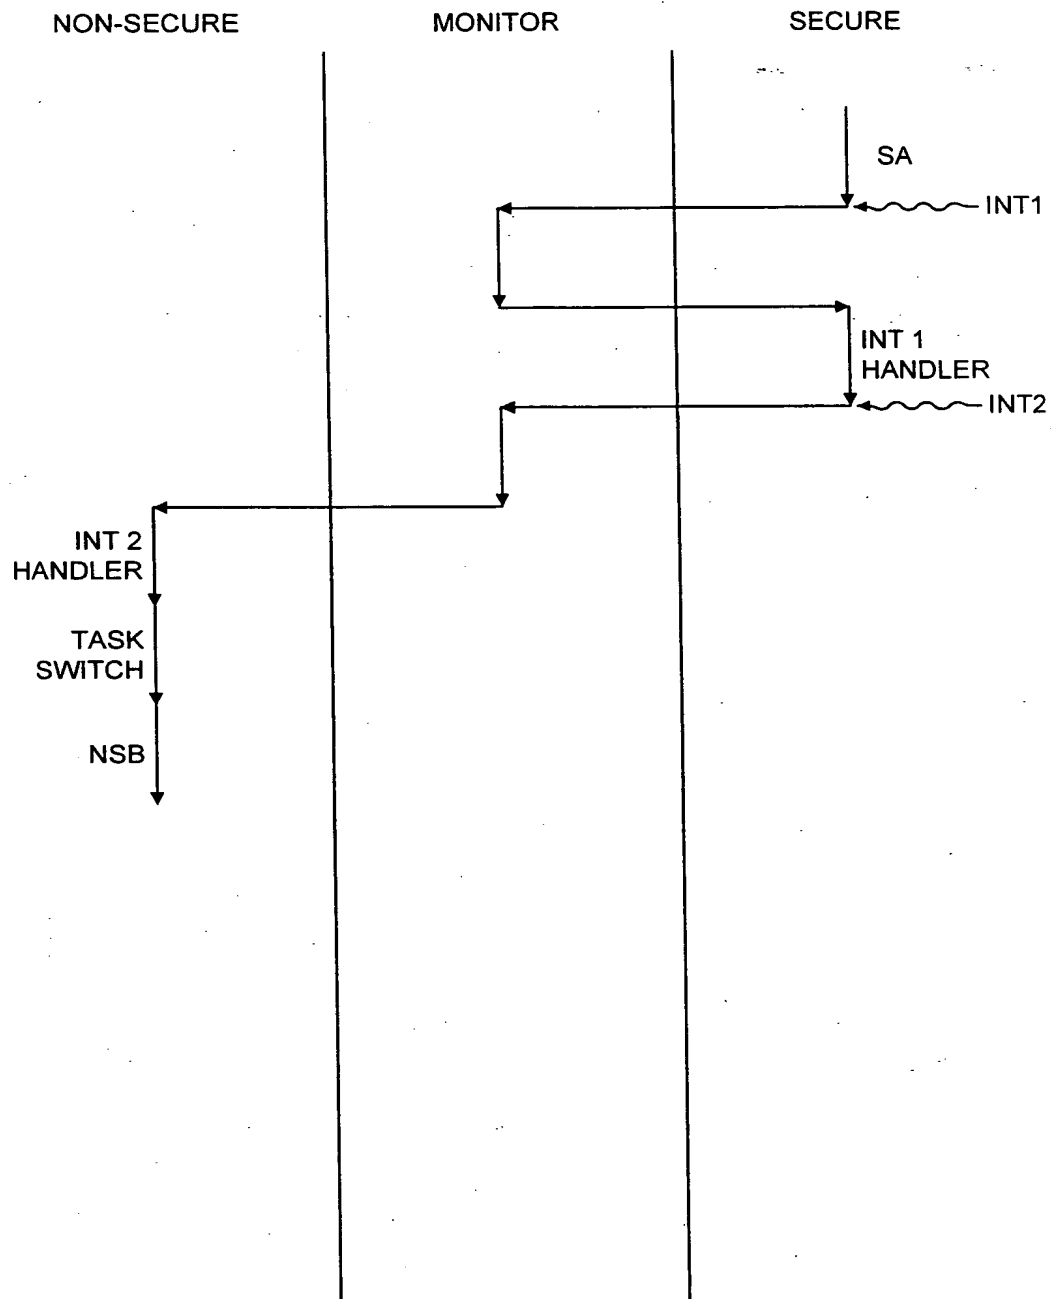 NON-SECURE
MONITOR
SECURE
SA
INT1
INT 1
HANDLER
INT2
INT 2
HANDLER
TASK
SWITCH
NSB